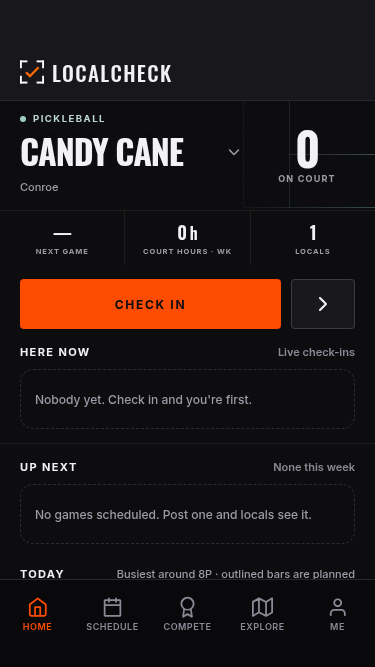 LOCALCHECK
PICKLEBALL
CANDY CANE
Conroe
0
ON COURT
—
NEXT GAME
0 h
COURT HOURS · WK
1
LOCALS
CHECK IN
HERE NOW
Live check-ins
Nobody yet. Check in and you're first.
UP NEXT
None this week
No games scheduled. Post one and locals see it.
TODAY
Busiest around 8P · outlined bars are planned
HOME
SCHEDULE
COMPETE
EXPLORE
ME